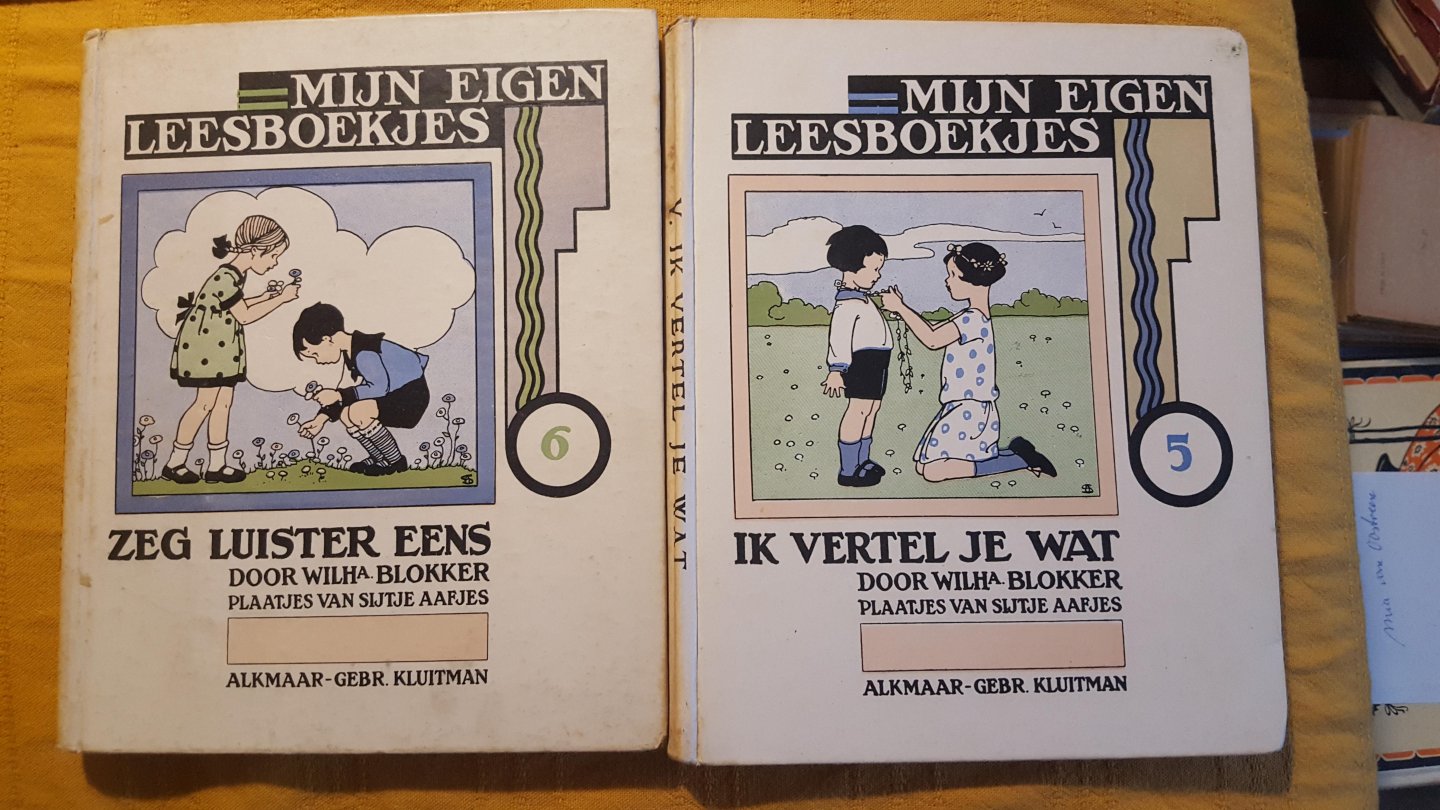 MIJN EIGEN
LEESBOEKJES
6
ZEG LUISTER EENS
DOOR WILHA. BLOKKER
PLAATJES VAN SIJTJE AAFJES
ALKMAAR-GEBR. KLUITMAN
V. IK VERTEL JE WAT
MIJN EIGEN
LEESBOEKJES
5
IK VERTEL JE WAT
DOOR WILHA. BLOKKER
PLAATJES VAN SIJTJE AAFJES
ALKMAAR-GEBR. KLUITMAN